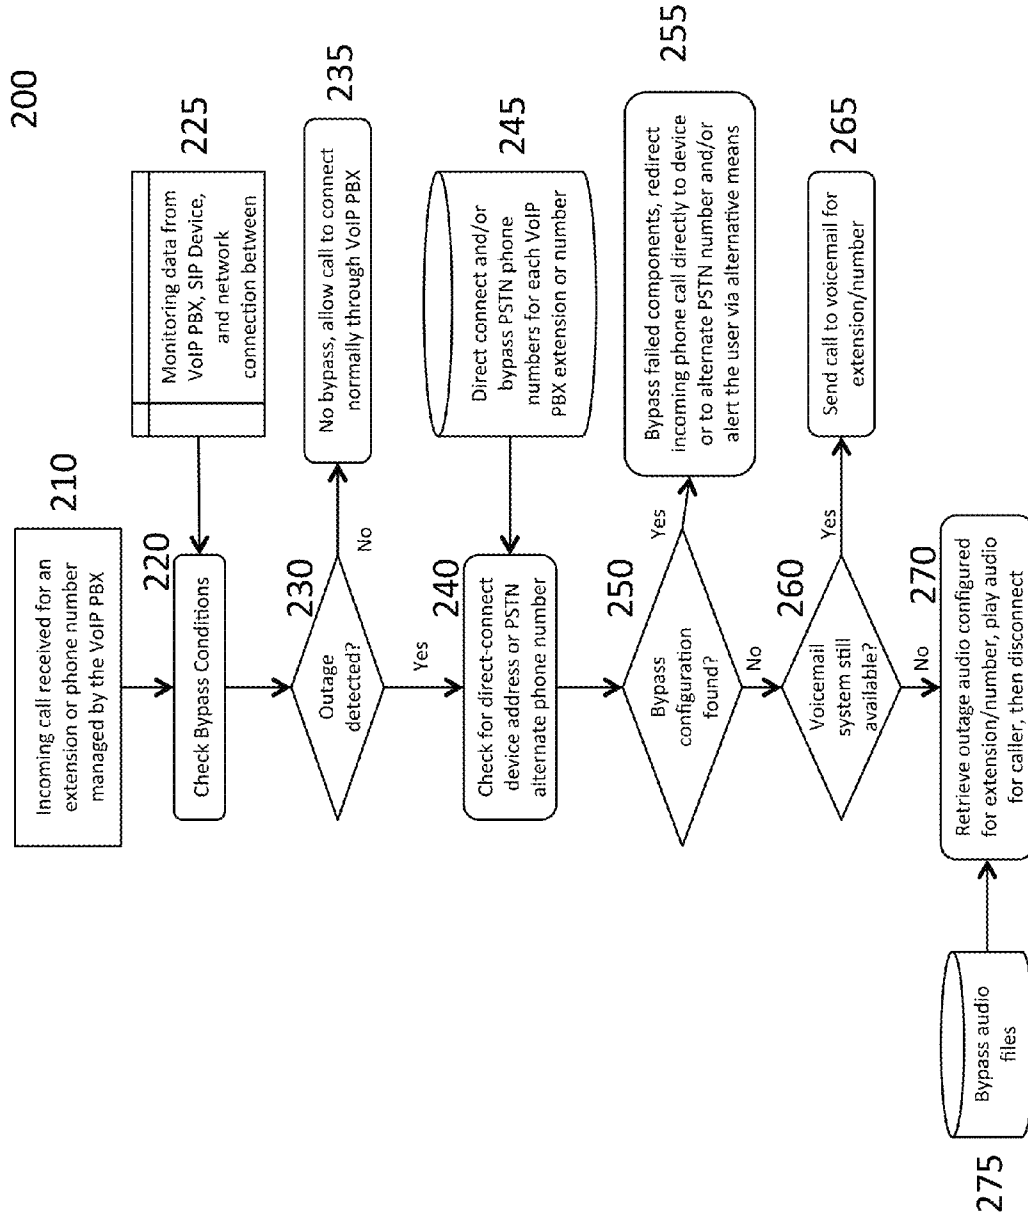 200
210
Incoming call received for an
extension or phone number
managed by the VoIP PBX
220
Check Bypass Conditions
225
Monitoring data from
VoIP PBX, SIP Device,
and network
connection between
230
Outage
detected?
No
235
No bypass, allow call to connect
normally through VoIP PBX
Yes
240
Check for direct-connect
device address or PSTN
alternate phone number
245
Direct connect and/or
bypass PSTN phone
numbers for each VoIP
PBX extension or number
250
Bypass
configuration
found?
Yes
255
Bypass failed components, redirect
incoming phone call directly to device
or to alternate PSTN number and/or
alert the user via alternative means
No
260
Voicemail
system still
available?
Yes
265
Send call to voicemail for
extension/number
No
270
Retrieve outage audio configured
for extension/number, play audio
for caller, then disconnect
275
Bypass audio
files